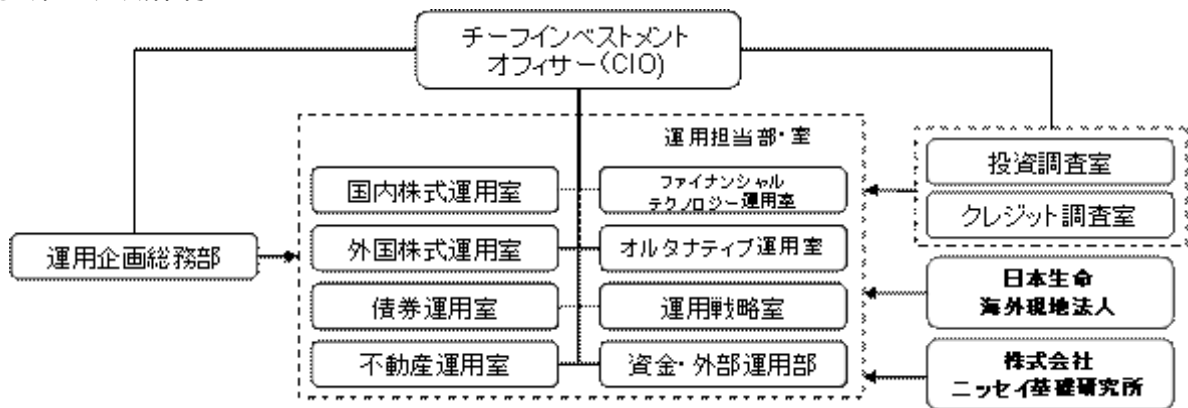 チーフインベストメント
オフィサー(CIO)
運用担当部・室
国内株式運用室
ファイナンシャル
テクノロジー運用室
投資調査室
クレジット調査室
運用企画総務部
外国株式運用室
オルタナティブ運用室
債券運用室
運用戦略室
日本生命
海外現地法人
不動産運用室
資金・外部運用部
株式会社
ニッセイ基礎研究所